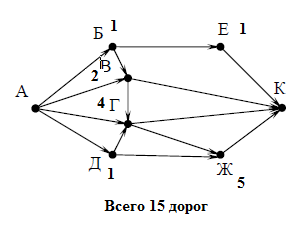 Б 1 Е 1
2 В
А К
4 Г
Д 1 Ж 5
Всего 15 дорог